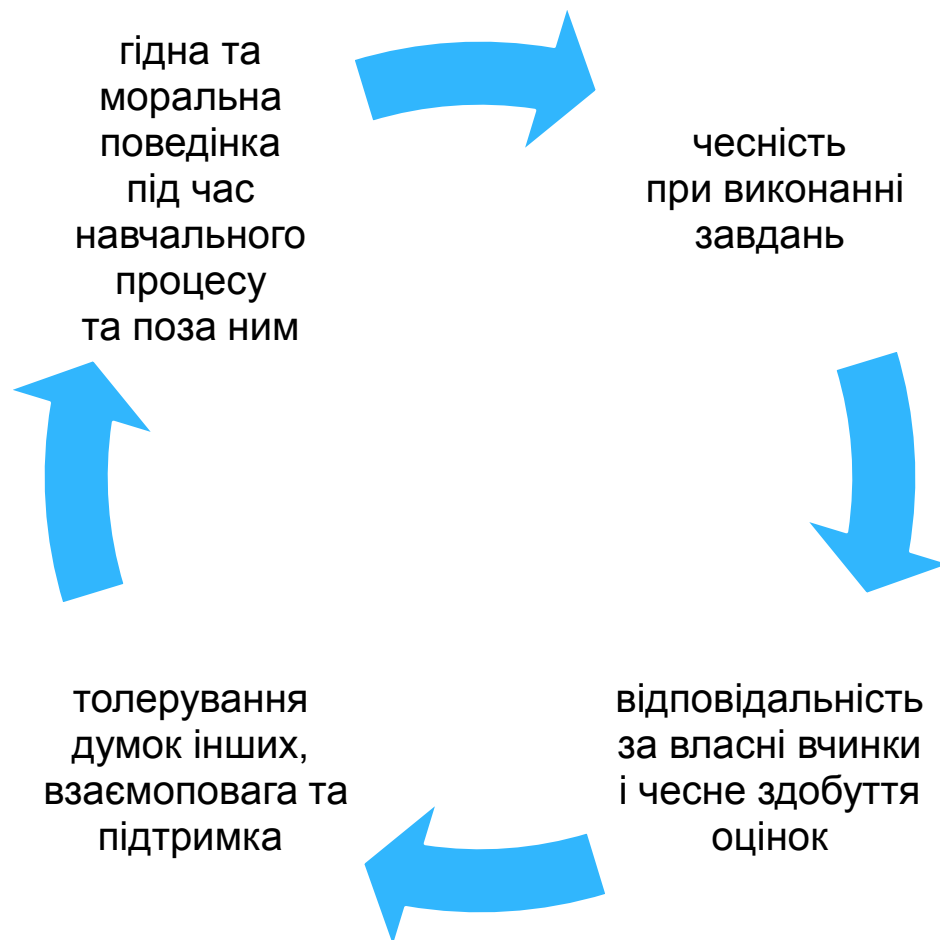 гідна та
моральна
поведінка
під час
навчального
процесу
та поза ним
чесність
при виконанні
завдань
відповідальність
за власні вчинки
і чесне здобуття
оцінок
толерування
думок інших,
взаємоповага та
підтримка